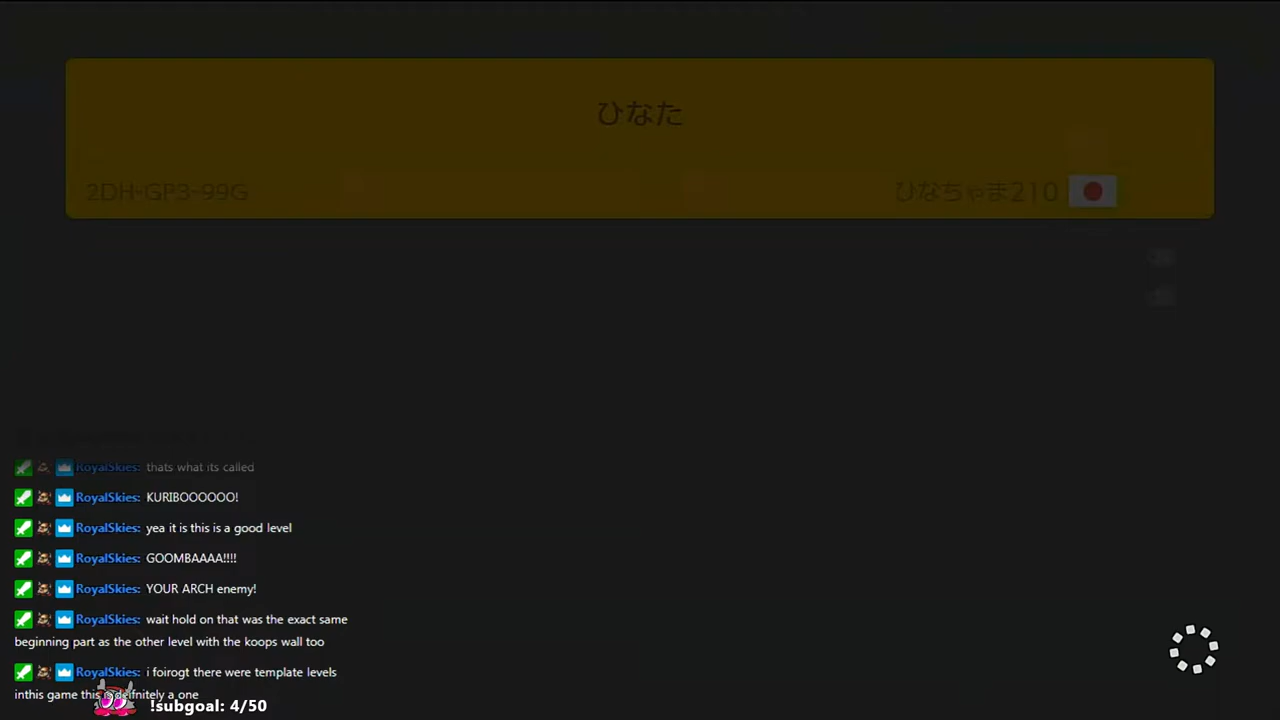 ひなた
2DH-GP3-99G
ひなちゃま210
RoyalSkies: thats what its called
RoyalSkies: KURIBOOOOOO!
RoyalSkies: yea it is this is a good level
RoyalSkies: GOOMBAAAA!!!!
RoyalSkies: YOUR ARCH enemy!
RoyalSkies: wait hold on that was the exact same
beginning part as the other level with the koops wall too
RoyalSkies: i foirogt there were template levels
inthis game this is deifnitely a one
!subgoal: 4/50